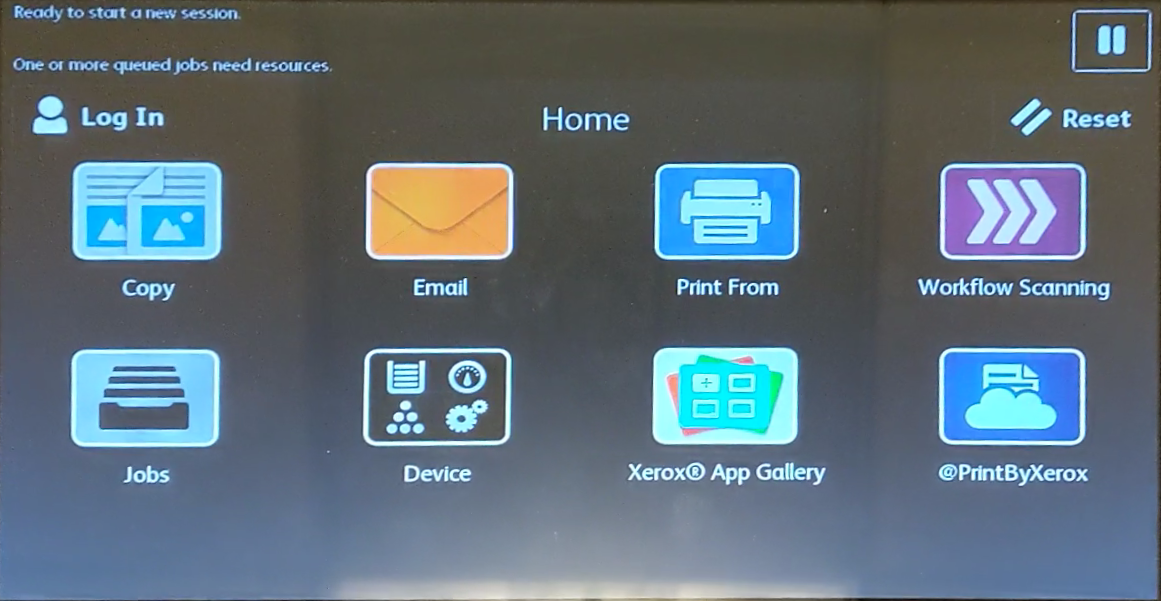 Ready to start a new session.
One or more queued jobs need resources.
Log In
Home
Reset
Copy
Email
Print From
Workflow Scanning
Jobs
Device
Xerox® App Gallery
@PrintByXerox